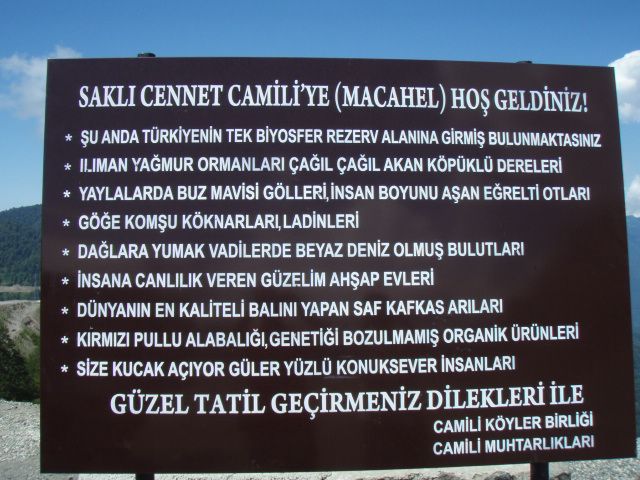 SAKLI CENNET CAMİLİ'YE (MACAHEL) HOŞ GELDİNİZ!
* ŞU ANDA TÜRKİYENİN TEK BİYOSFER REZERV ALANINA GİRMİŞ BULUNMAKTASINIZ
* ILIMAN YAĞMUR ORMANLARI ÇAĞIL ÇAĞIL AKAN KÖPÜKLÜ DERELERİ
* YAYLALARDA BUZ MAVİSİ GÖLLERİ,İNSAN BOYUNU AŞAN EĞRELTİ OTLARI
* GÖĞE KOMŞU KÖKNARLARI,LADİNLERİ
* DAĞLARA YUMAK VADİLERDE BEYAZ DENİZ OLMUŞ BULUTLARI
* İNSANA CANLILIK VEREN GÜZELİM AHŞAP EVLERİ
* DÜNYANIN EN KALİTELİ BALINI YAPAN SAF KAFKAS ARILARI
* KIRMIZI PULLU ALABALIĞI,GENETİĞİ BOZULMAMIŞ ORGANİK ÜRÜNLERİ
* SİZE KUCAK AÇIYOR GÜLER YÜZLÜ KONUKSEVER İNSANLARI
GÜZEL TATİL GEÇİRMENİZ DİLEKLERİ İLE
CAMİLİ KÖYLER BİRLİĞİ
CAMİLİ MUHTARLIKLARI